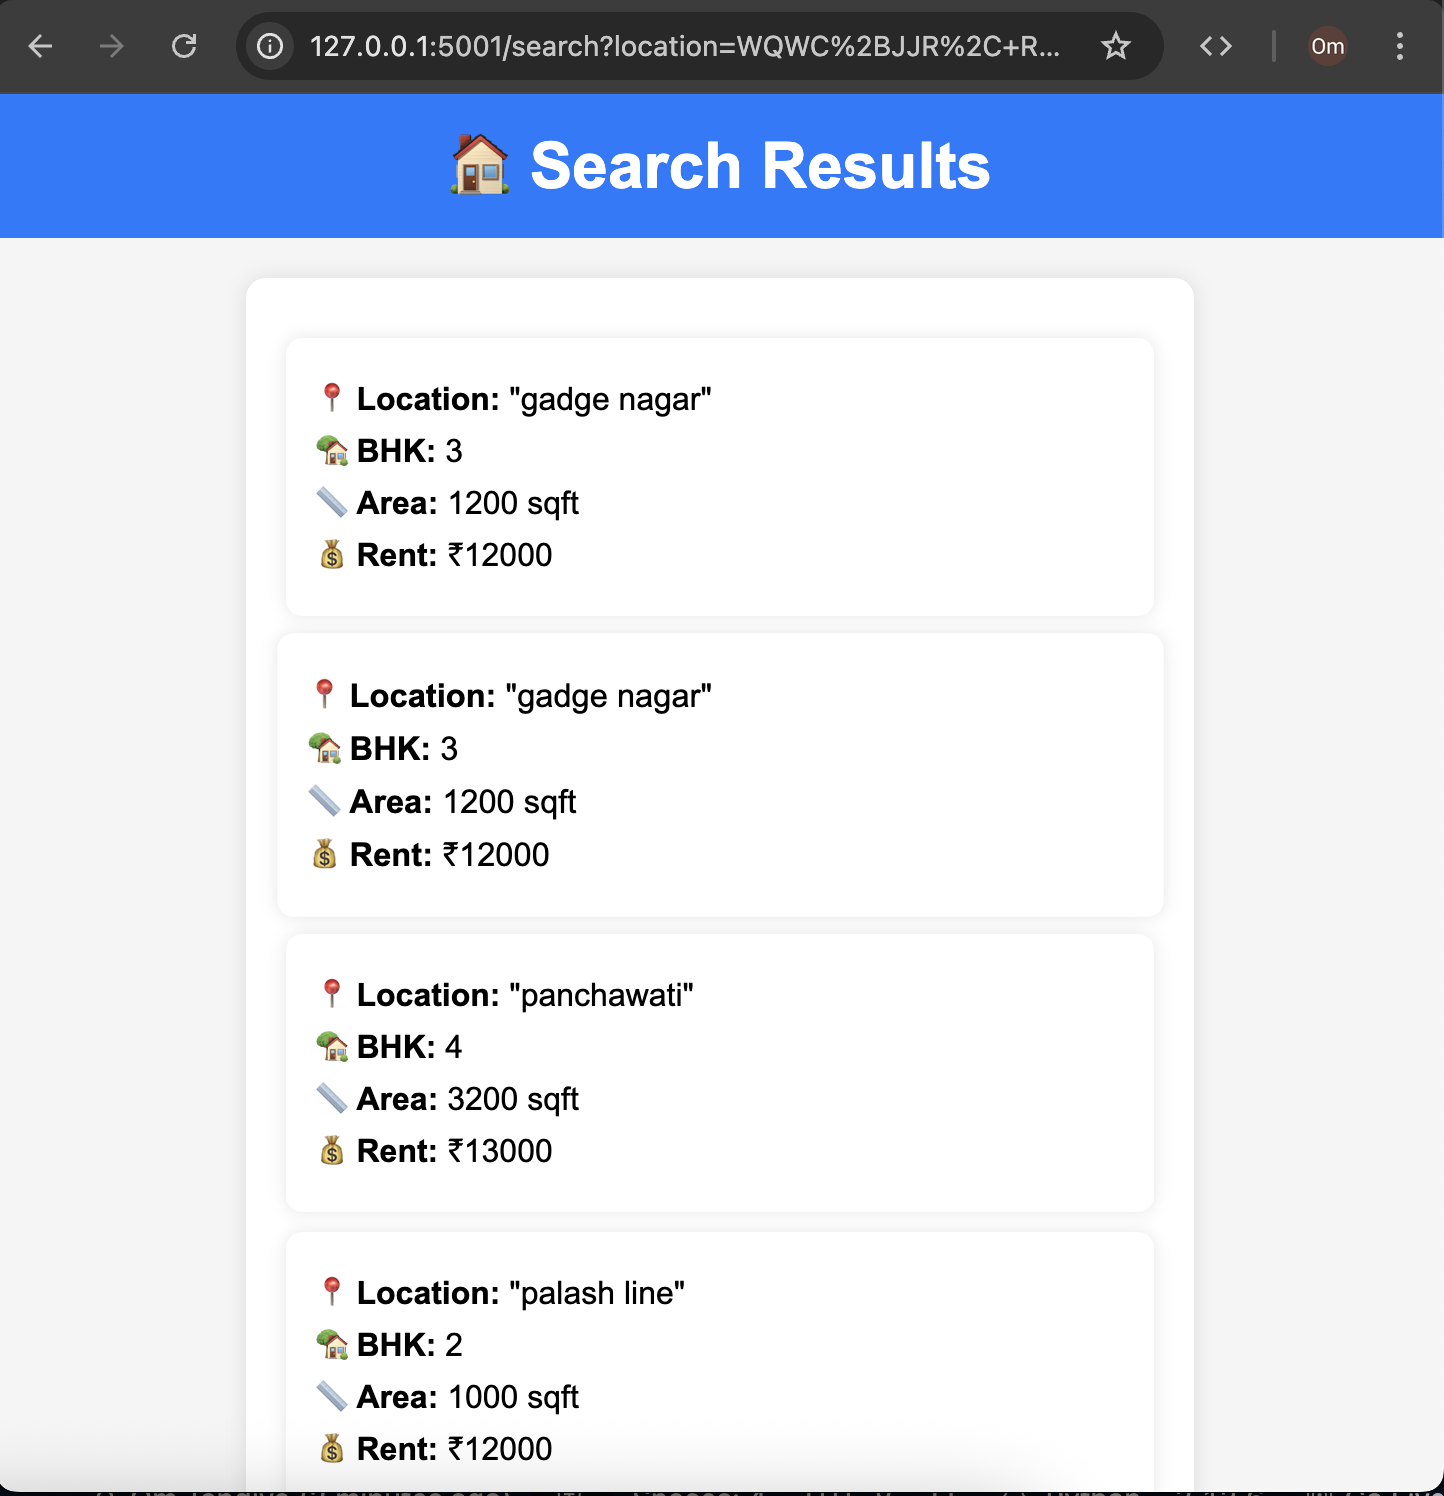 127.0.0.1:5001/search?location=WQWC%2BJJR%2C+R...
Om
Search Results
Location: "gadge nagar"
BHK: 3
Area: 1200 sqft
Rent: ₹12000
Location: "gadge nagar"
BHK: 3
Area: 1200 sqft
Rent: ₹12000
Location: "panchawati"
BHK: 4
Area: 3200 sqft
Rent: ₹13000
Location: "palash line"
BHK: 2
Area: 1000 sqft
Rent: ₹12000